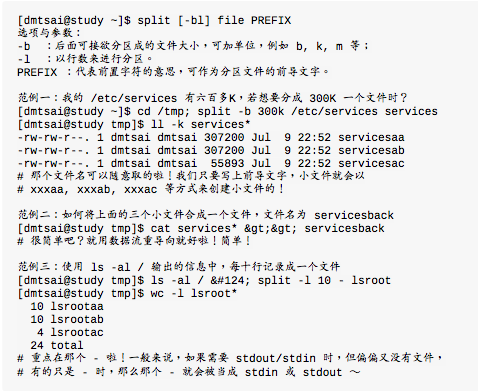 [dmtsai@study ~]$ split [-bl] file PREFIX
选项与参数：
-b  ：后面可接欲分区成的文件大小，可加单位，例如 b, k, m 等；
-l  ：以行数来进行分区。
PREFIX ：代表前置字符的意思，可作为分区文件的前导文字。
范例一：我的 /etc/services 有六百多K，若想要分成 300K 一个文件时？
[dmtsai@study ~]$ cd /tmp; split -b 300k /etc/services services
[dmtsai@study tmp]$ ll -k services*
-rw-rw-r--. 1 dmtsai dmtsai 307200 Jul  9 22:52 servicesaa
-rw-rw-r--. 1 dmtsai dmtsai 307200 Jul  9 22:52 servicesab
-rw-rw-r--. 1 dmtsai dmtsai  55893 Jul  9 22:52 servicesac
# 那个文件名可以随意取的啦！我们只要写上前导文字，小文件就会以
# xxxaa, xxxab, xxxac 等方式来创建小文件的！
范例二：如何将上面的三个小文件合成一个文件，文件名为 servicesback
[dmtsai@study tmp]$ cat services* &gt;&gt; servicesback
# 很简单吧？就用数据流重导向就好啦！简单！
范例三：使用 ls -al / 输出的信息中，每十行记录成一个文件
[dmtsai@study tmp]$ ls -al / &#124; split -l 10 - lsroot
[dmtsai@study tmp]$ wc -l lsroot*
  10 lsrootaa
  10 lsrootab
   4 lsrootac
  24 total
# 重点在那个 - 啦！一般来说，如果需要 stdout/stdin 时，但偏偏又没有文件，
# 有的只是 - 时，那么那个 - 就会被当成 stdin 或 stdout ～